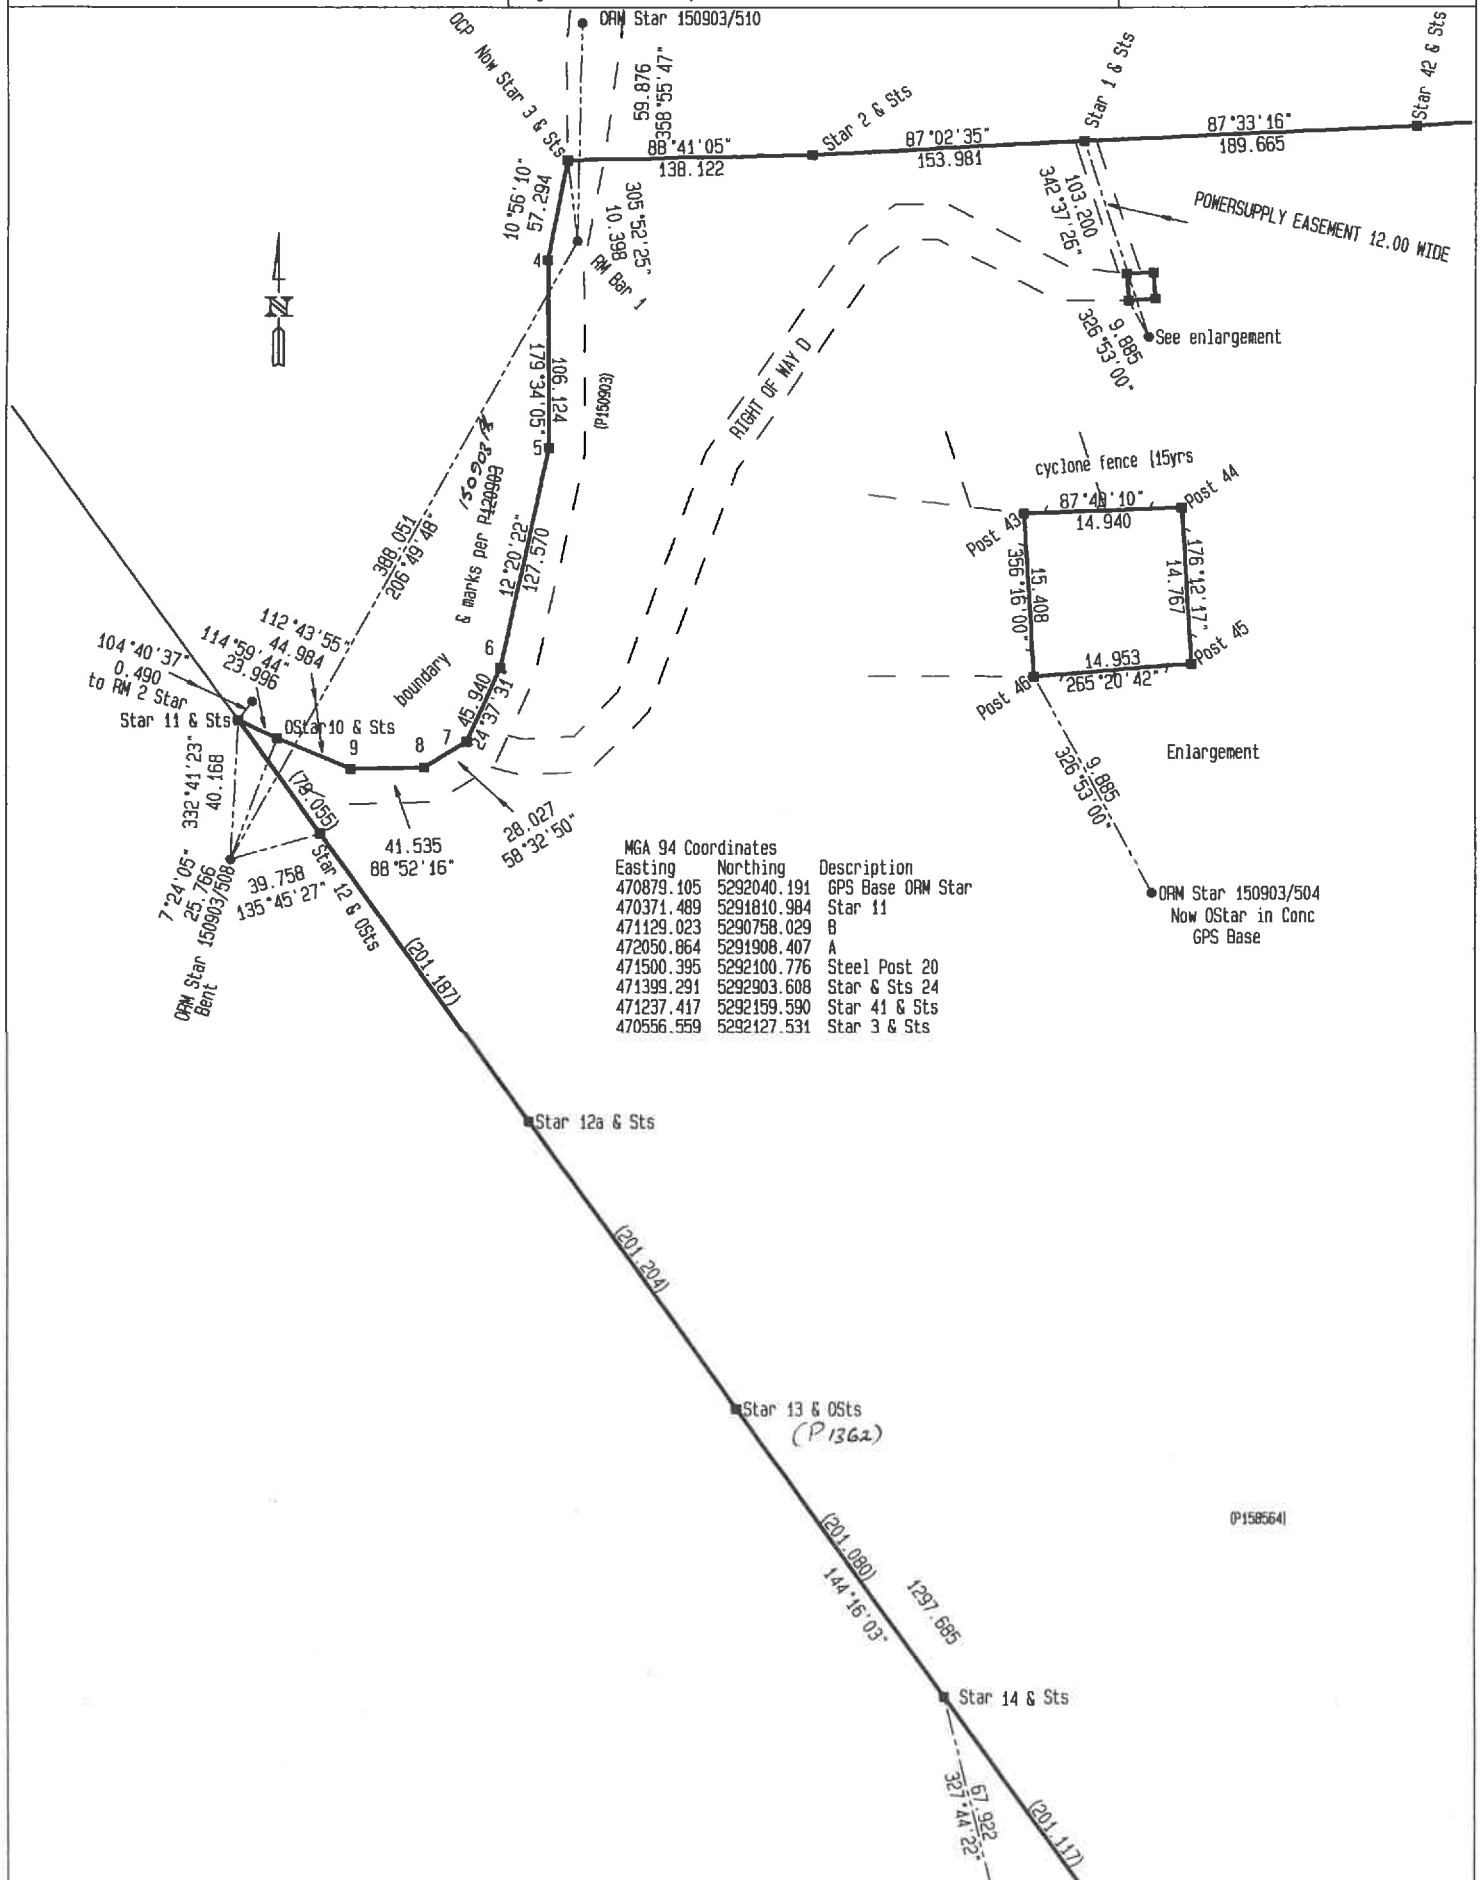 ORM Star 150903/510
OCP Now Star 3 & Sts
59.876
358°55'47"
88°41'05"
138.122
Star 2 & Sts
87°02'35"
153.981
Star 1 & Sts
87°33'16"
189.665
Star 42 & Sts
103.200
342°37'26"
POWERSUPPLY EASEMENT 12.00 WIDE
10°56'10"
57.294
305°52'25"
10.398
RM Bar 1
4
N
9.885
326°53'00"
See enlargement
106.124
179°34'05"
(P150903)
RIGHT OF WAY D
5
388.051
206°49'48"
boundary & marks per P120903
12°20'22"
127.570
cyclone fence (15yrs
87°48'10"
14.940
Post 43
Post 44
356°16'00"
15.408
176°12'17"
14.767
14.953
265°20'42"
Post 46
Post 45
6
45.940
24°37'31"
112°43'55"
44.984
114°59'44"
23.996
104°40'37"
0.490
to RM 2 Star
Star 11 & Sts
OStar10 & Sts
9
8
7
9.885
326°53'00"
Enlargement
332°41'23"
40.168
(79.055)
41.535
88°52'16"
28.027
58°32'50"
7°24'05"
25.766
ORM Star 150903/508
Bent
39.758
135°45'27"
Star 12 & OSts
ORM Star 150903/504
Now OStar in Conc
GPS Base
MGA 94 Coordinates
Easting Northing Description
470879.105 5292040.191 GPS Base ORM Star
470371.489 5291810.984 Star 11
471129.023 5290758.029 B
472050.864 5291908.407 A
471500.395 5292100.776 Steel Post 20
471399.291 5292903.608 Star & Sts 24
471237.417 5292159.590 Star 41 & Sts
470556.559 5292127.531 Star 3 & Sts
(201.187)
Star 12a & Sts
(201.204)
Star 13 & OSts
(P1362)
(P158564)
(201.080)
144°16'03"
1297.685
Star 14 & Sts
67.922
327°44'22"
(201.117)